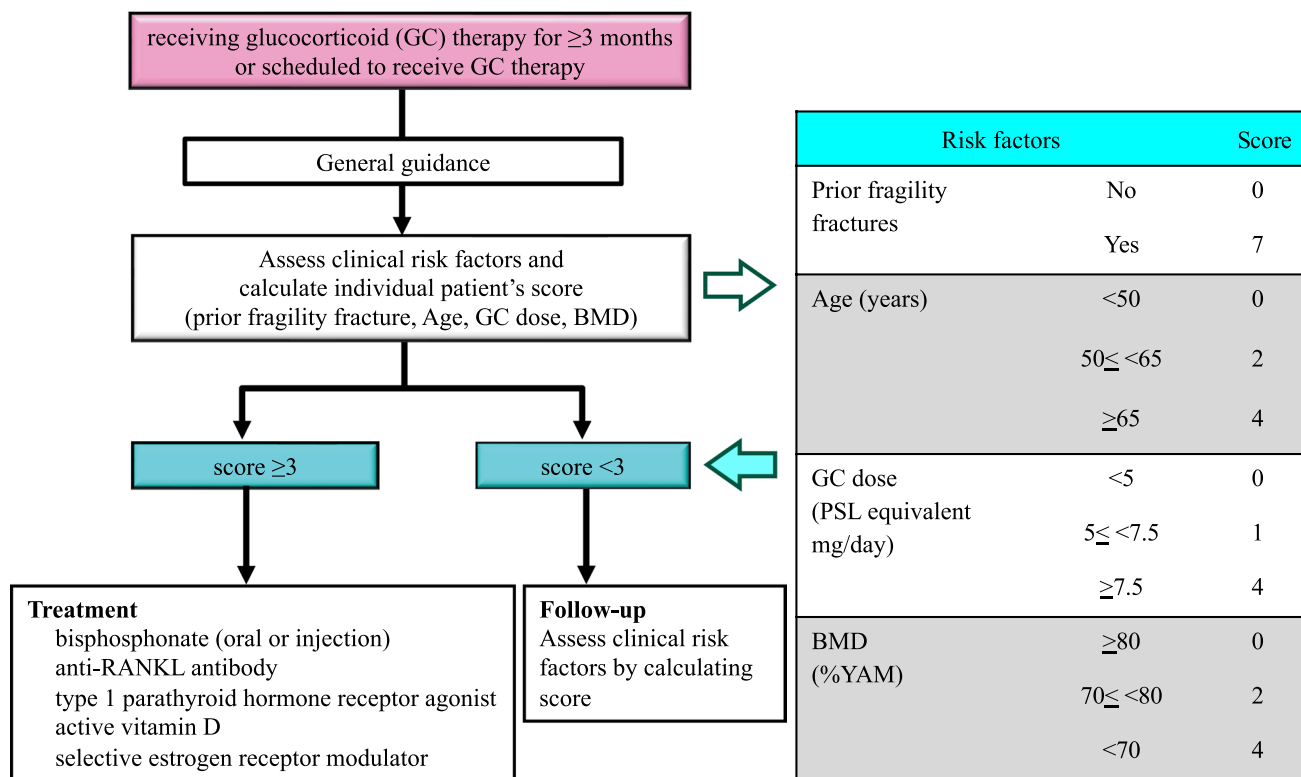 receiving glucocorticoid (GC) therapy for ≥3 months
or scheduled to receive GC therapy
General guidance
Assess clinical risk factors and
calculate individual patient’s score
(prior fragility fracture, Age, GC dose, BMD)
score ≥3
score <3
Treatment
bisphosphonate (oral or injection)
anti-RANKL antibody
type 1 parathyroid hormone receptor agonist
active vitamin D
selective estrogen receptor modulator
Follow-up
Assess clinical risk
factors by calculating
score
Risk factors Score
Prior fragility No 0
fractures
Yes 7
Age (years) <50 0
50≤ <65 2
≥65 4
GC dose <5 0
(PSL equivalent
mg/day) 5≤ <7.5 1
≥7.5 4
BMD ≥80 0
(%YAM)
70≤ <80 2
<70 4